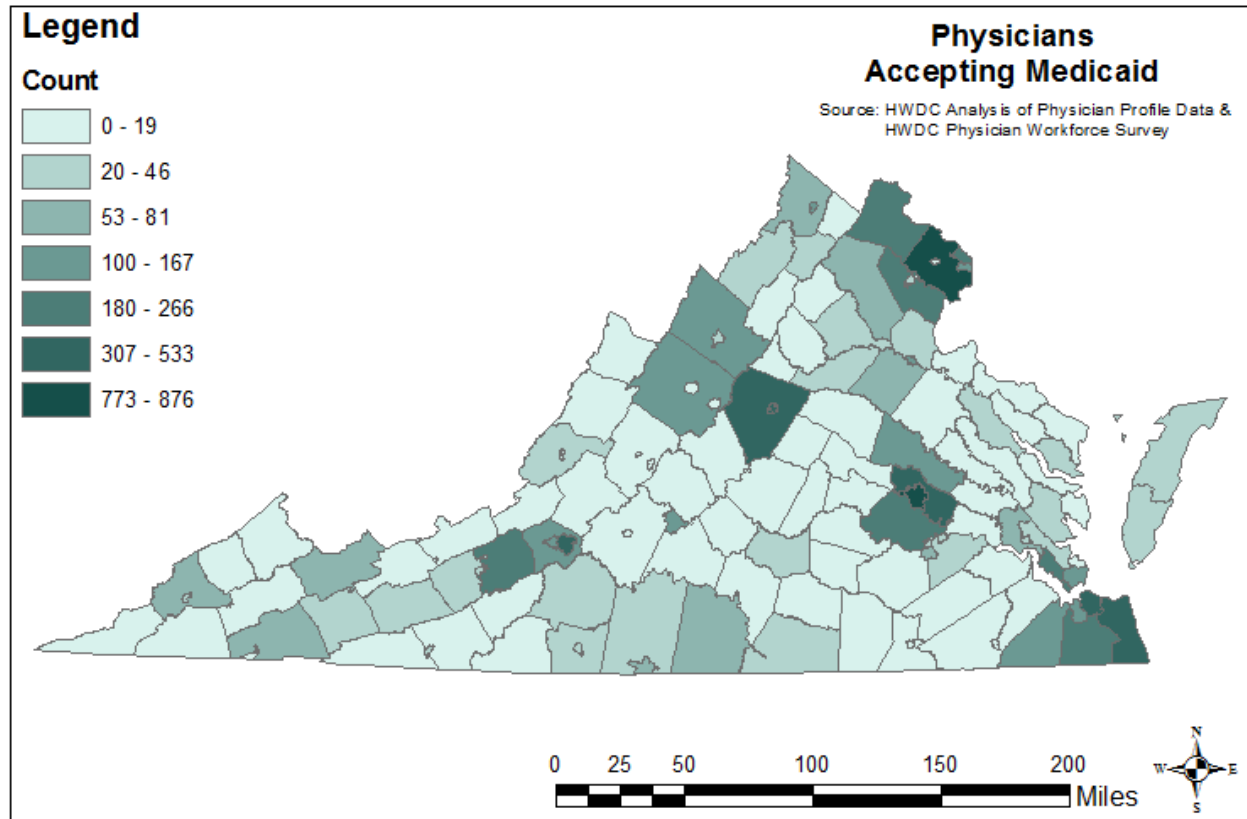 Legend
Count
0 - 19
20 - 46
53 - 81
100 - 167
180 - 266
307 - 533
773 - 876
Physicians
Accepting Medicaid
Source: HWDC Analysis of Physician Profile Data &
HWDC Physician Workforce Survey
0 25 50 100 150 200
Miles
N
W E
S